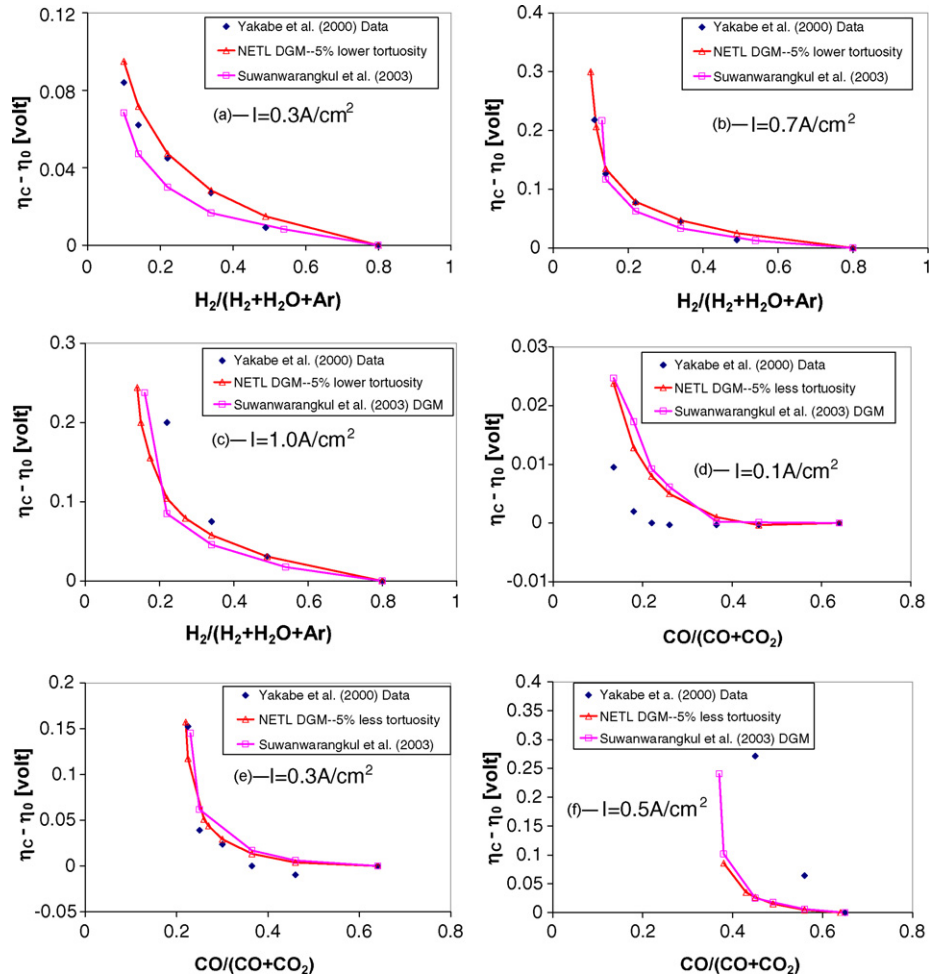 0.12
0.08
0.04
0
ηC - η0 [volt]
Yakabe et al. (2000) Data
NETL DGM--5% lower tortuosity
Suwanwarangkul et al. (2003)
(a)—I=0.3A/cm²
0 0.2 0.4 0.6 0.8 1
H₂/(H₂+H₂O+Ar)
0.4
0.3
0.2
0.1
0
ηC - η0 [volt]
Yakabe et al. (2000) Data
NETL DGM--5% lower tortuosity
Suwanwarangkul et al. (2003)
(b)—I=0.7A/cm²
0 0.2 0.4 0.6 0.8 1
H₂/(H₂+H₂O+Ar)
0.3
0.2
0.1
0
ηC - η0 [volt]
Yakabe et al. (2000) Data
NETL DGM--5% lower tortuosity
Suwanwarangkul et al. (2003) DGM
(c)—I=1.0A/cm²
0 0.2 0.4 0.6 0.8 1
H₂/(H₂+H₂O+Ar)
0.03
0.02
0.01
0
-0.01
ηC - η0 [volt]
Yakabe et al. (2000) Data
NETL DGM--5% less tortuosity
Suwanwarangkul et al. (2003) DGM
(d)—I=0.1A/cm²
0 0.2 0.4 0.6 0.8
CO/(CO+CO₂)
0.2
0.15
0.1
0.05
0
-0.05
ηC - η0 [volt]
Yakabe et al. (2000) Data
NETL DGM--5% less tortuosity
Suwanwarangkul et al. (2003)
(e)—I=0.3A/cm²
0 0.2 0.4 0.6 0.8
CO/(CO+CO₂)
0.4
0.35
0.3
0.25
0.2
0.15
0.1
0.05
0
ηC - η0 [volt]
Yakabe et a. (2000) Data
NETL DGM--5% less tortuosity
Suwanwarangkul et al. (2003) DGM
(f)—I=0.5A/cm²
0 0.2 0.4 0.6 0.8
CO/(CO+CO₂)